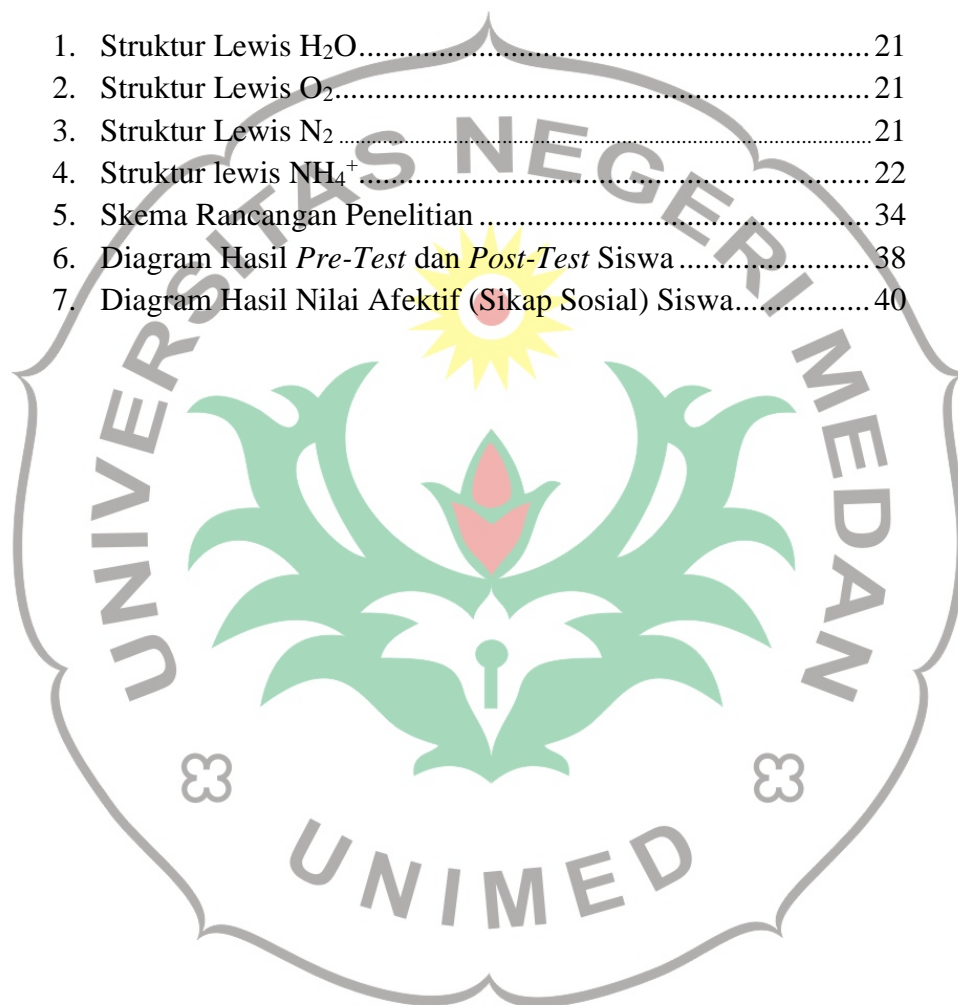 1. Struktur Lewis H₂O................................................................ 21
2. Struktur Lewis O₂................................................................... 21
3. Struktur Lewis N₂ ................................................................... 21
4. Struktur lewis NH₄⁺................................................................ 22
5. Skema Rancangan Penelitian .................................................... 34
6. Diagram Hasil Pre-Test dan Post-Test Siswa ........................ 38
7. Diagram Hasil Nilai Afektif (Sikap Sosial) Siswa................. 40
UNIVERSITAS NEGERI MEDAN
UNIMED